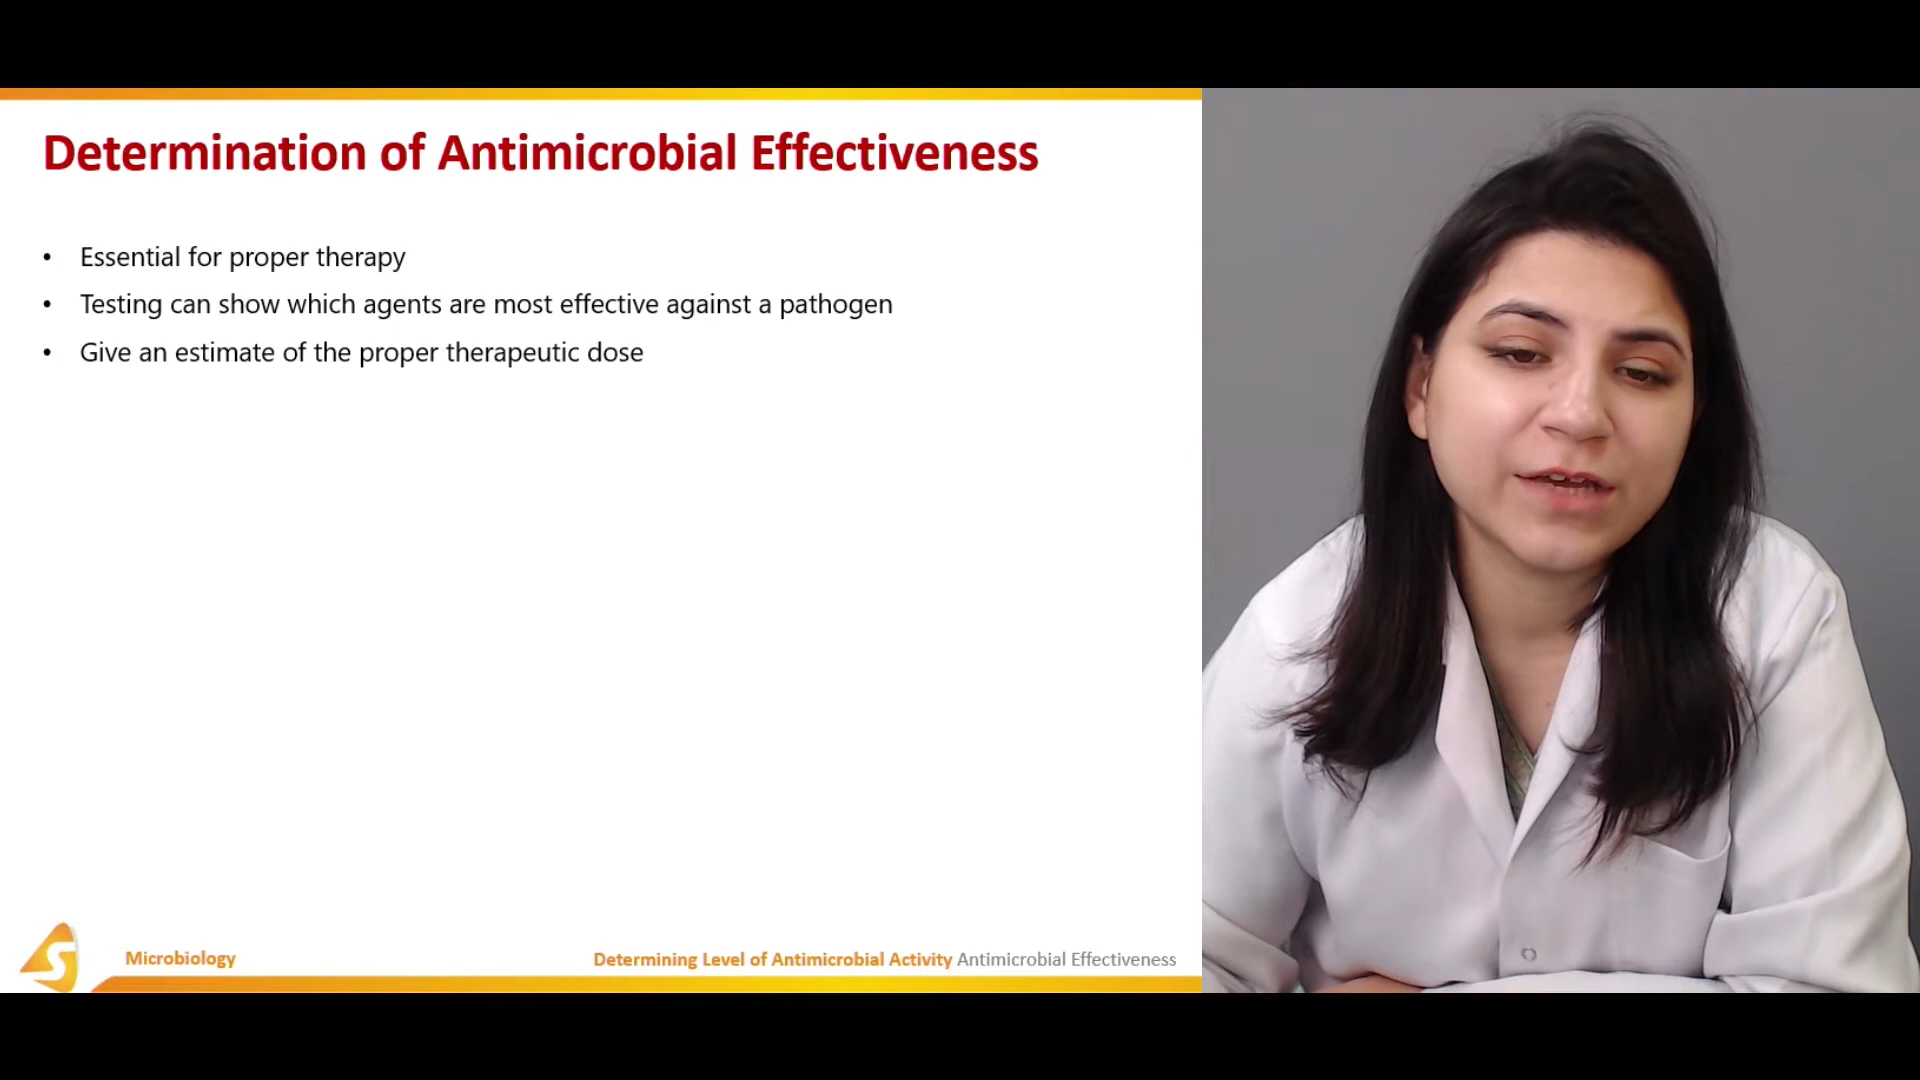 Determination of Antimicrobial Effectiveness
• Essential for proper therapy
• Testing can show which agents are most effective against a pathogen
• Give an estimate of the proper therapeutic dose
Microbiology
Determining Level of Antimicrobial Activity Antimicrobial Effectiveness